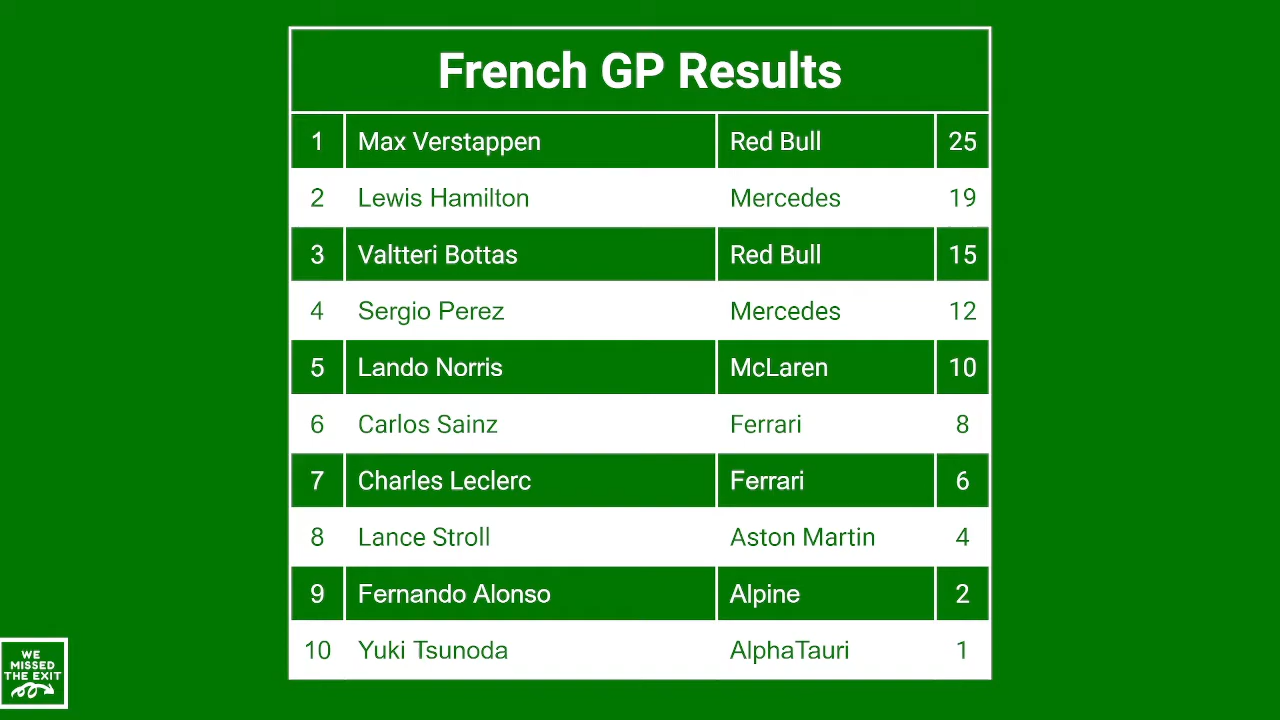 French GP Results
1 Max Verstappen Red Bull 25
2 Lewis Hamilton Mercedes 19
3 Valtteri Bottas Red Bull 15
4 Sergio Perez Mercedes 12
5 Lando Norris McLaren 10
6 Carlos Sainz Ferrari 8
7 Charles Leclerc Ferrari 6
8 Lance Stroll Aston Martin 4
9 Fernando Alonso Alpine 2
10 Yuki Tsunoda AlphaTauri 1
WE
MISSED
THE EXIT